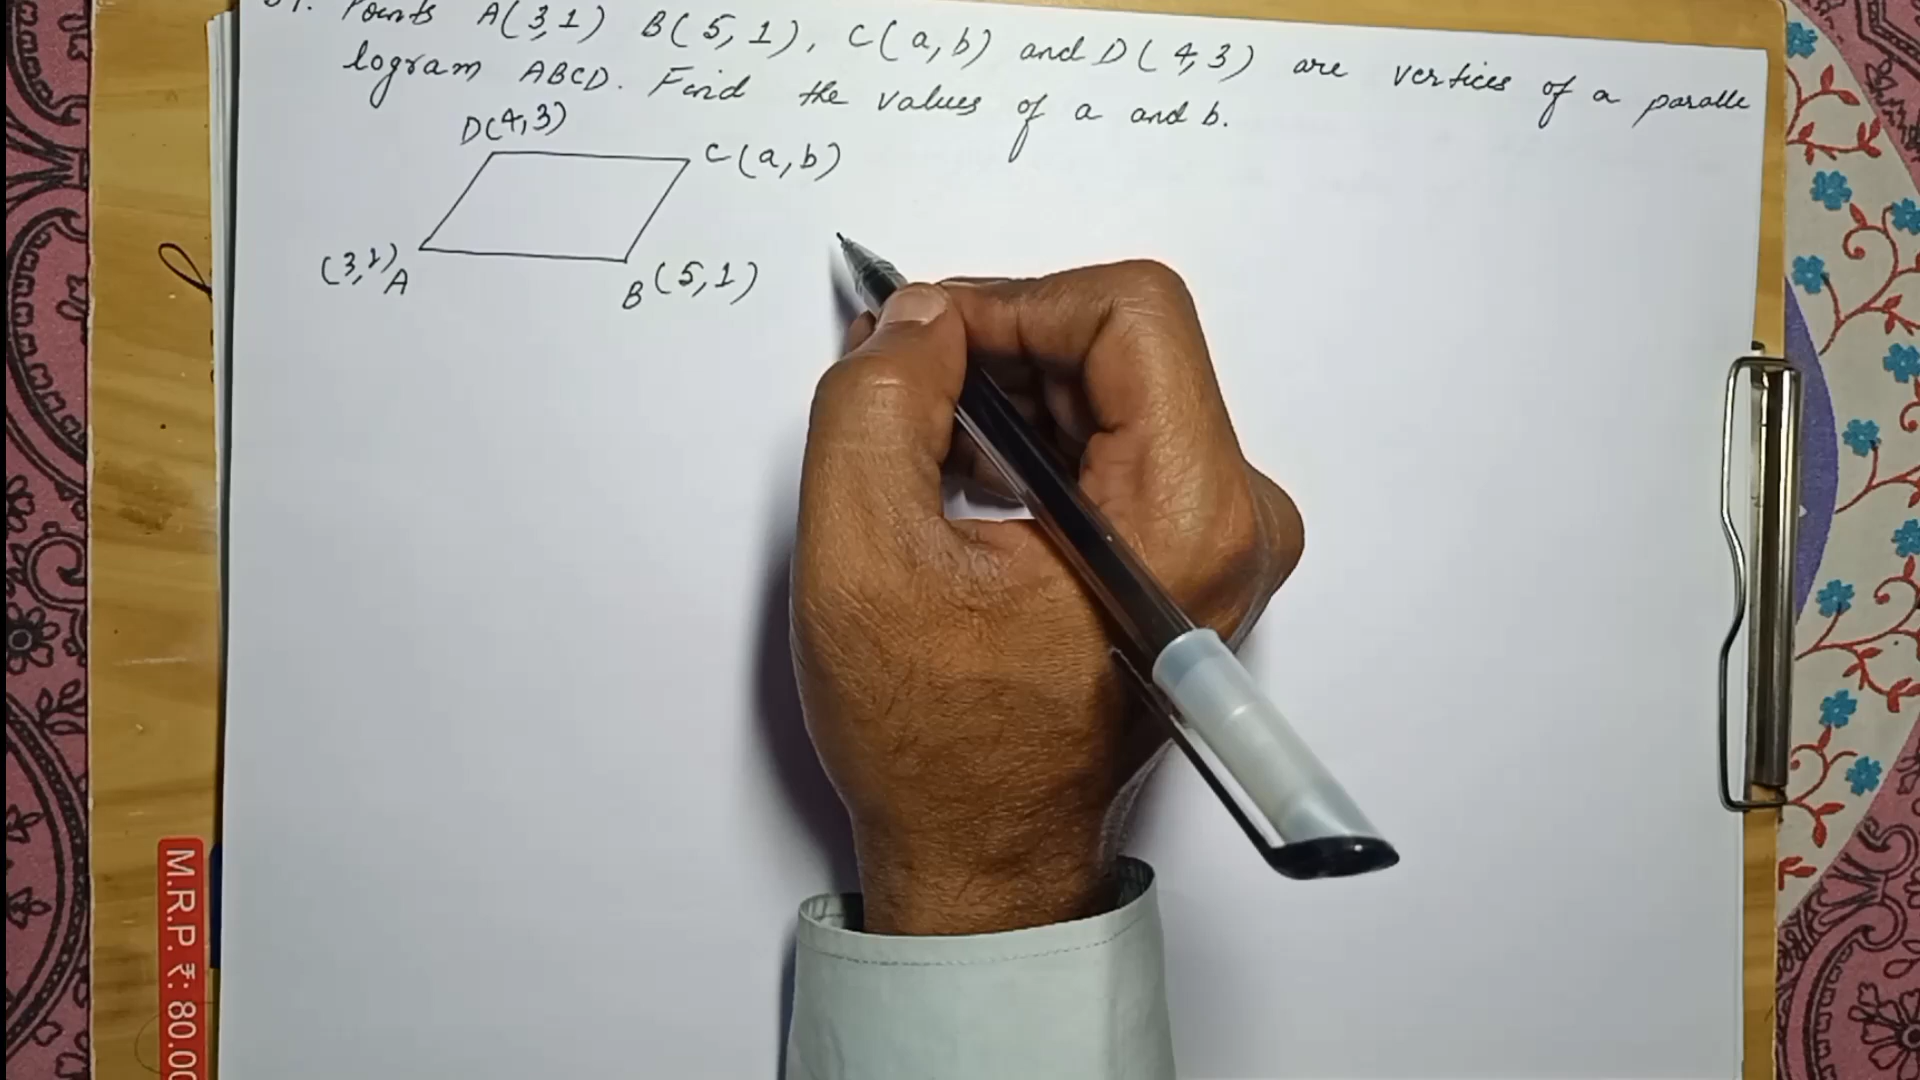 Points A(3,1) B(5,1), C(a,b) and D(4,3) are vertices of a paralle
logram ABCD. Find the values of a and b.
D(4,3)
C(a,b)
(3,1)A
B(5,1)
M.R.P. ₹: 80.00